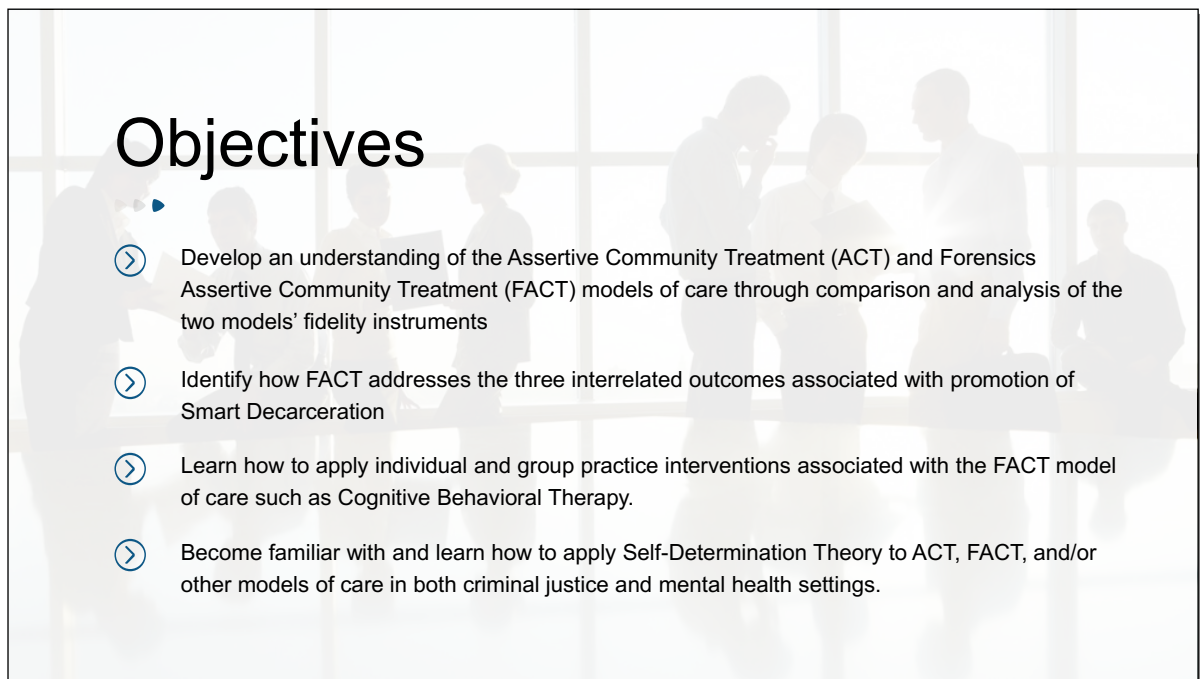 Objectives
Develop an understanding of the Assertive Community Treatment (ACT) and Forensics
Assertive Community Treatment (FACT) models of care through comparison and analysis of the
two models’ fidelity instruments
Identify how FACT addresses the three interrelated outcomes associated with promotion of
Smart Decarceration
Learn how to apply individual and group practice interventions associated with the FACT model
of care such as Cognitive Behavioral Therapy.
Become familiar with and learn how to apply Self-Determination Theory to ACT, FACT, and/or
other models of care in both criminal justice and mental health settings.